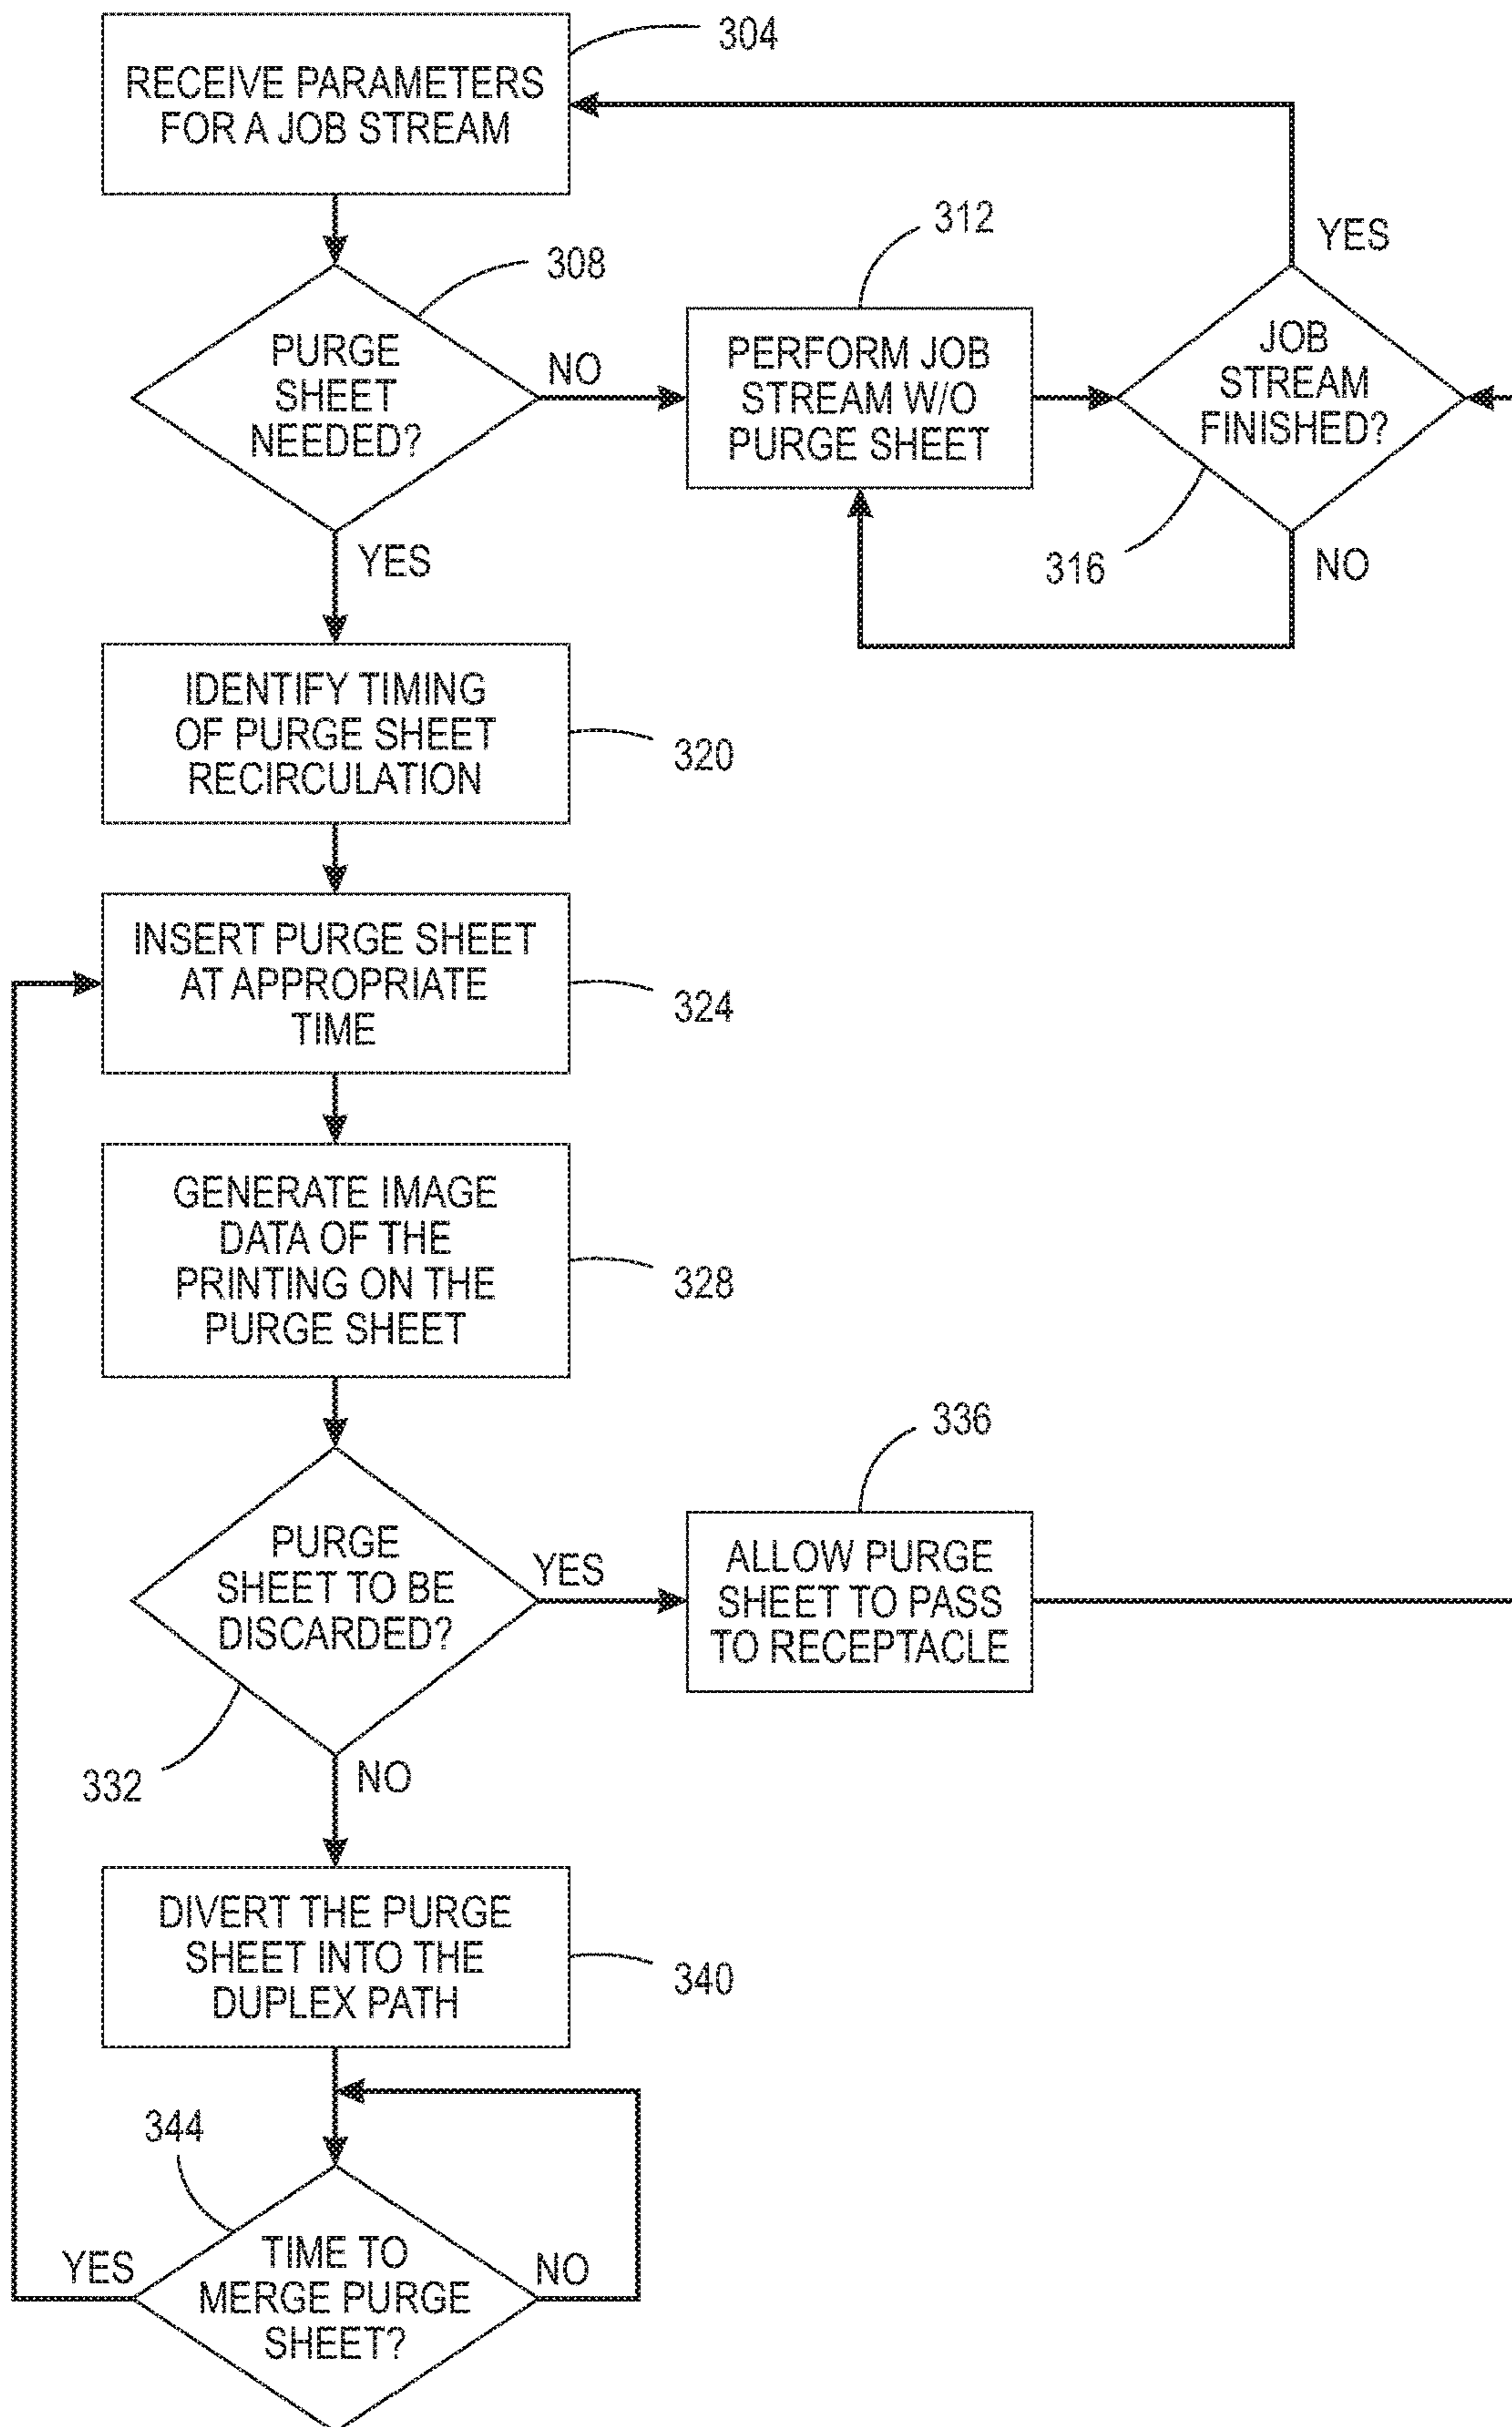 304
RECEIVE PARAMETERS
FOR A JOB STREAM
YES
312
308
PURGE
SHEET
NEEDED?
NO
PERFORM JOB
STREAM W/O
PURGE SHEET
JOB
STREAM
FINISHED?
316
NO
YES
IDENTIFY TIMING
OF PURGE SHEET
RECIRCULATION
320
INSERT PURGE SHEET
AT APPROPRIATE
TIME
324
GENERATE IMAGE
DATA OF THE
PRINTING ON THE
PURGE SHEET
328
336
PURGE
SHEET TO BE
DISCARDED?
YES
ALLOW PURGE
SHEET TO PASS
TO RECEPTACLE
332
NO
DIVERT THE PURGE
SHEET INTO THE
DUPLEX PATH
340
344
YES
TIME TO
MERGE PURGE
SHEET?
NO